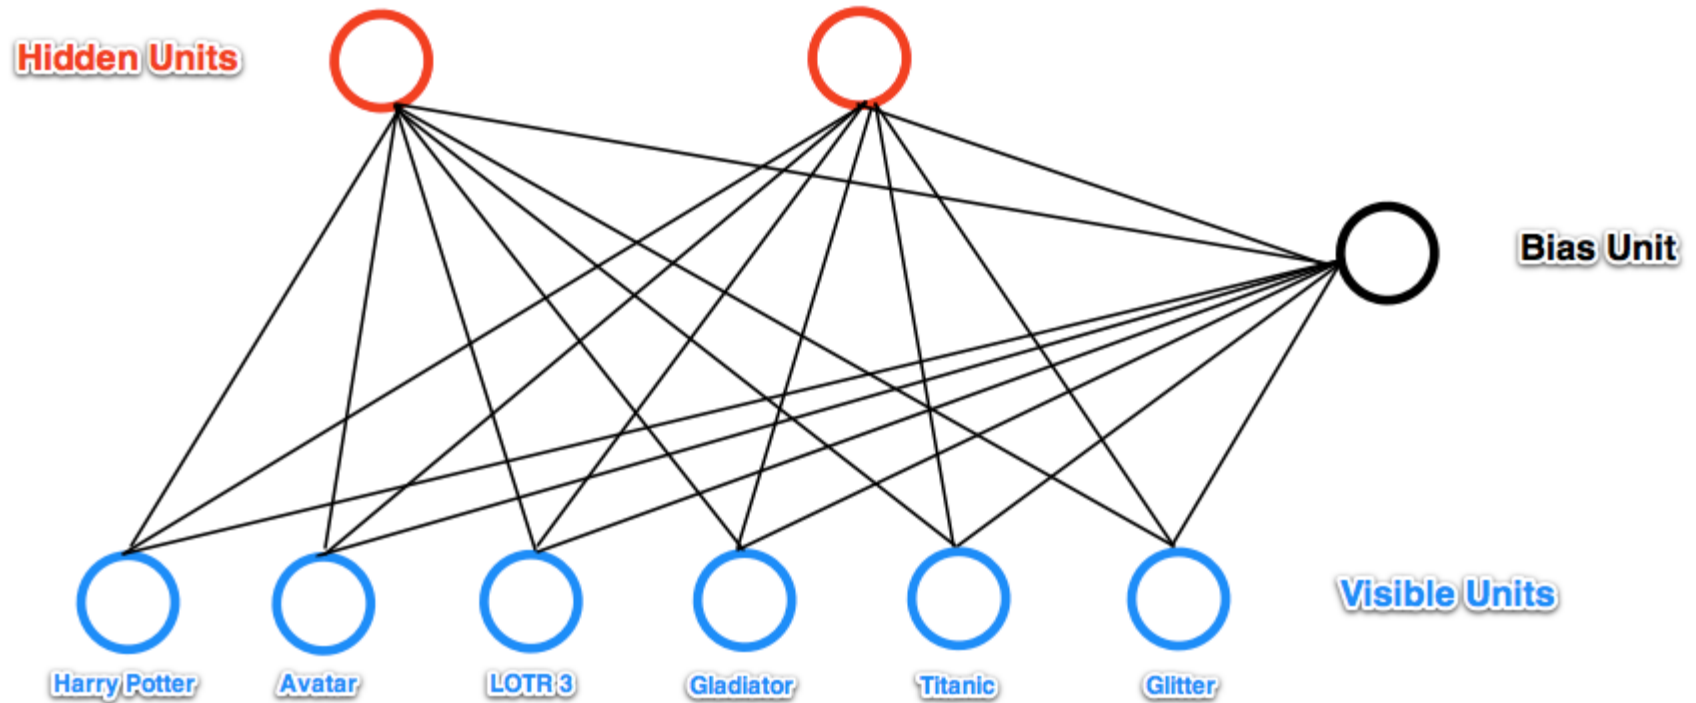 Hidden Units
Bias Unit
Visible Units
Harry Potter
Avatar
LOTR 3
Gladiator
Titanic
Glitter